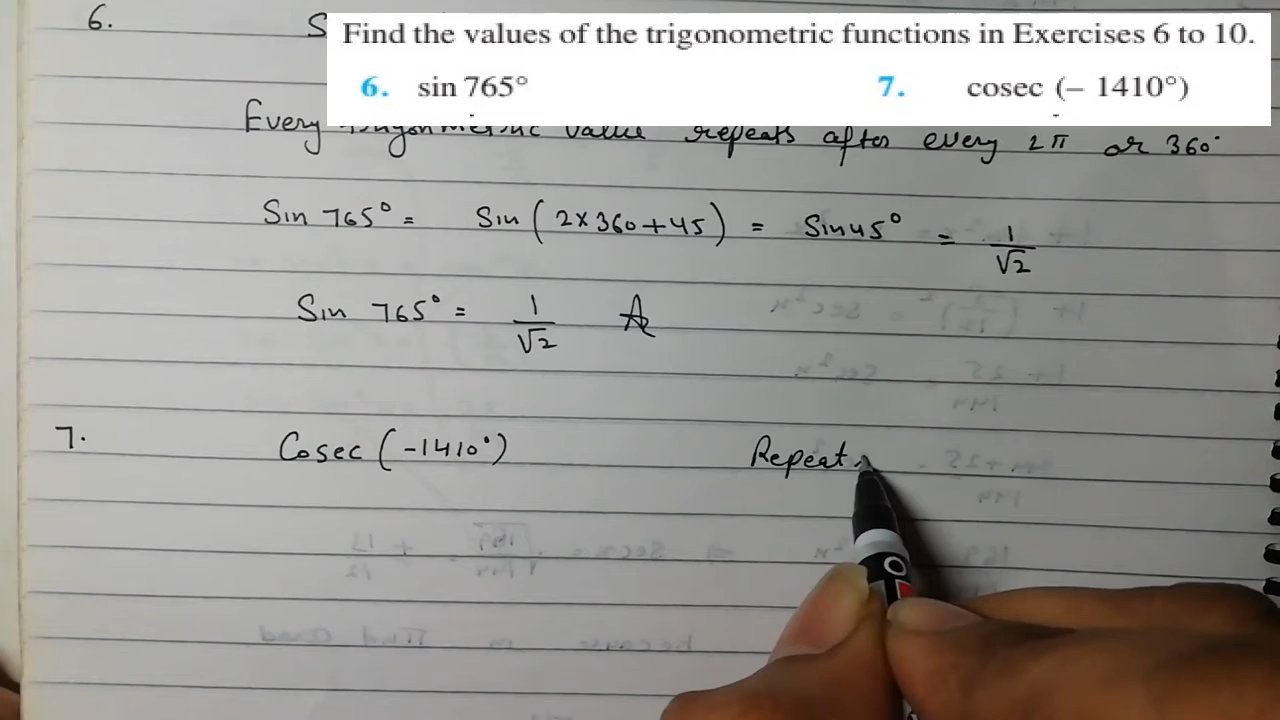 6. S
Find the values of the trigonometric functions in Exercises 6 to 10.
6. sin 765° 7. cosec (– 1410°)
Every trigonometric value repeats after every 2π or 360°
Sin 765° = Sin (2×360+45) = Sin45° = 1/√2
Sin 765° = 1/√2
7. Cosec (-1410°) Repeat